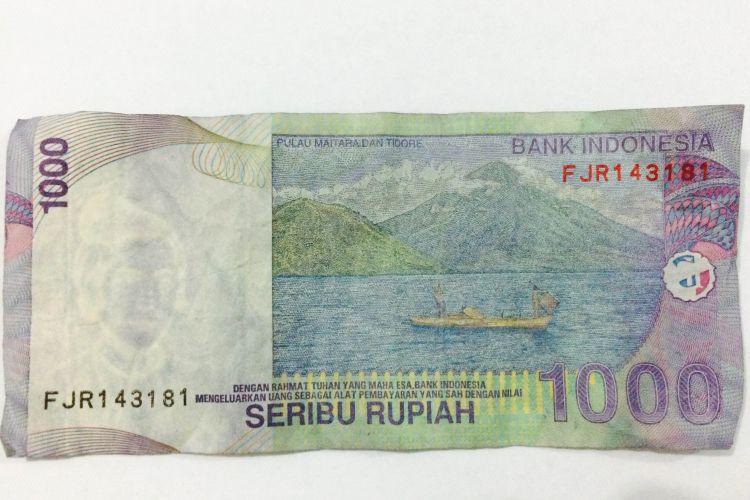 1000
PULAU MAITARA DAN TIDORE
BANK INDONESIA
FJR143181
FJR143181
DENGAN RAHMAT TUHAN YANG MAHA ESA, BANK INDONESIA
MENGELUARKAN UANG SEBAGAI ALAT PEMBAYARAN YANG SAH DENGAN NILAI
SERIBU RUPIAH
1000